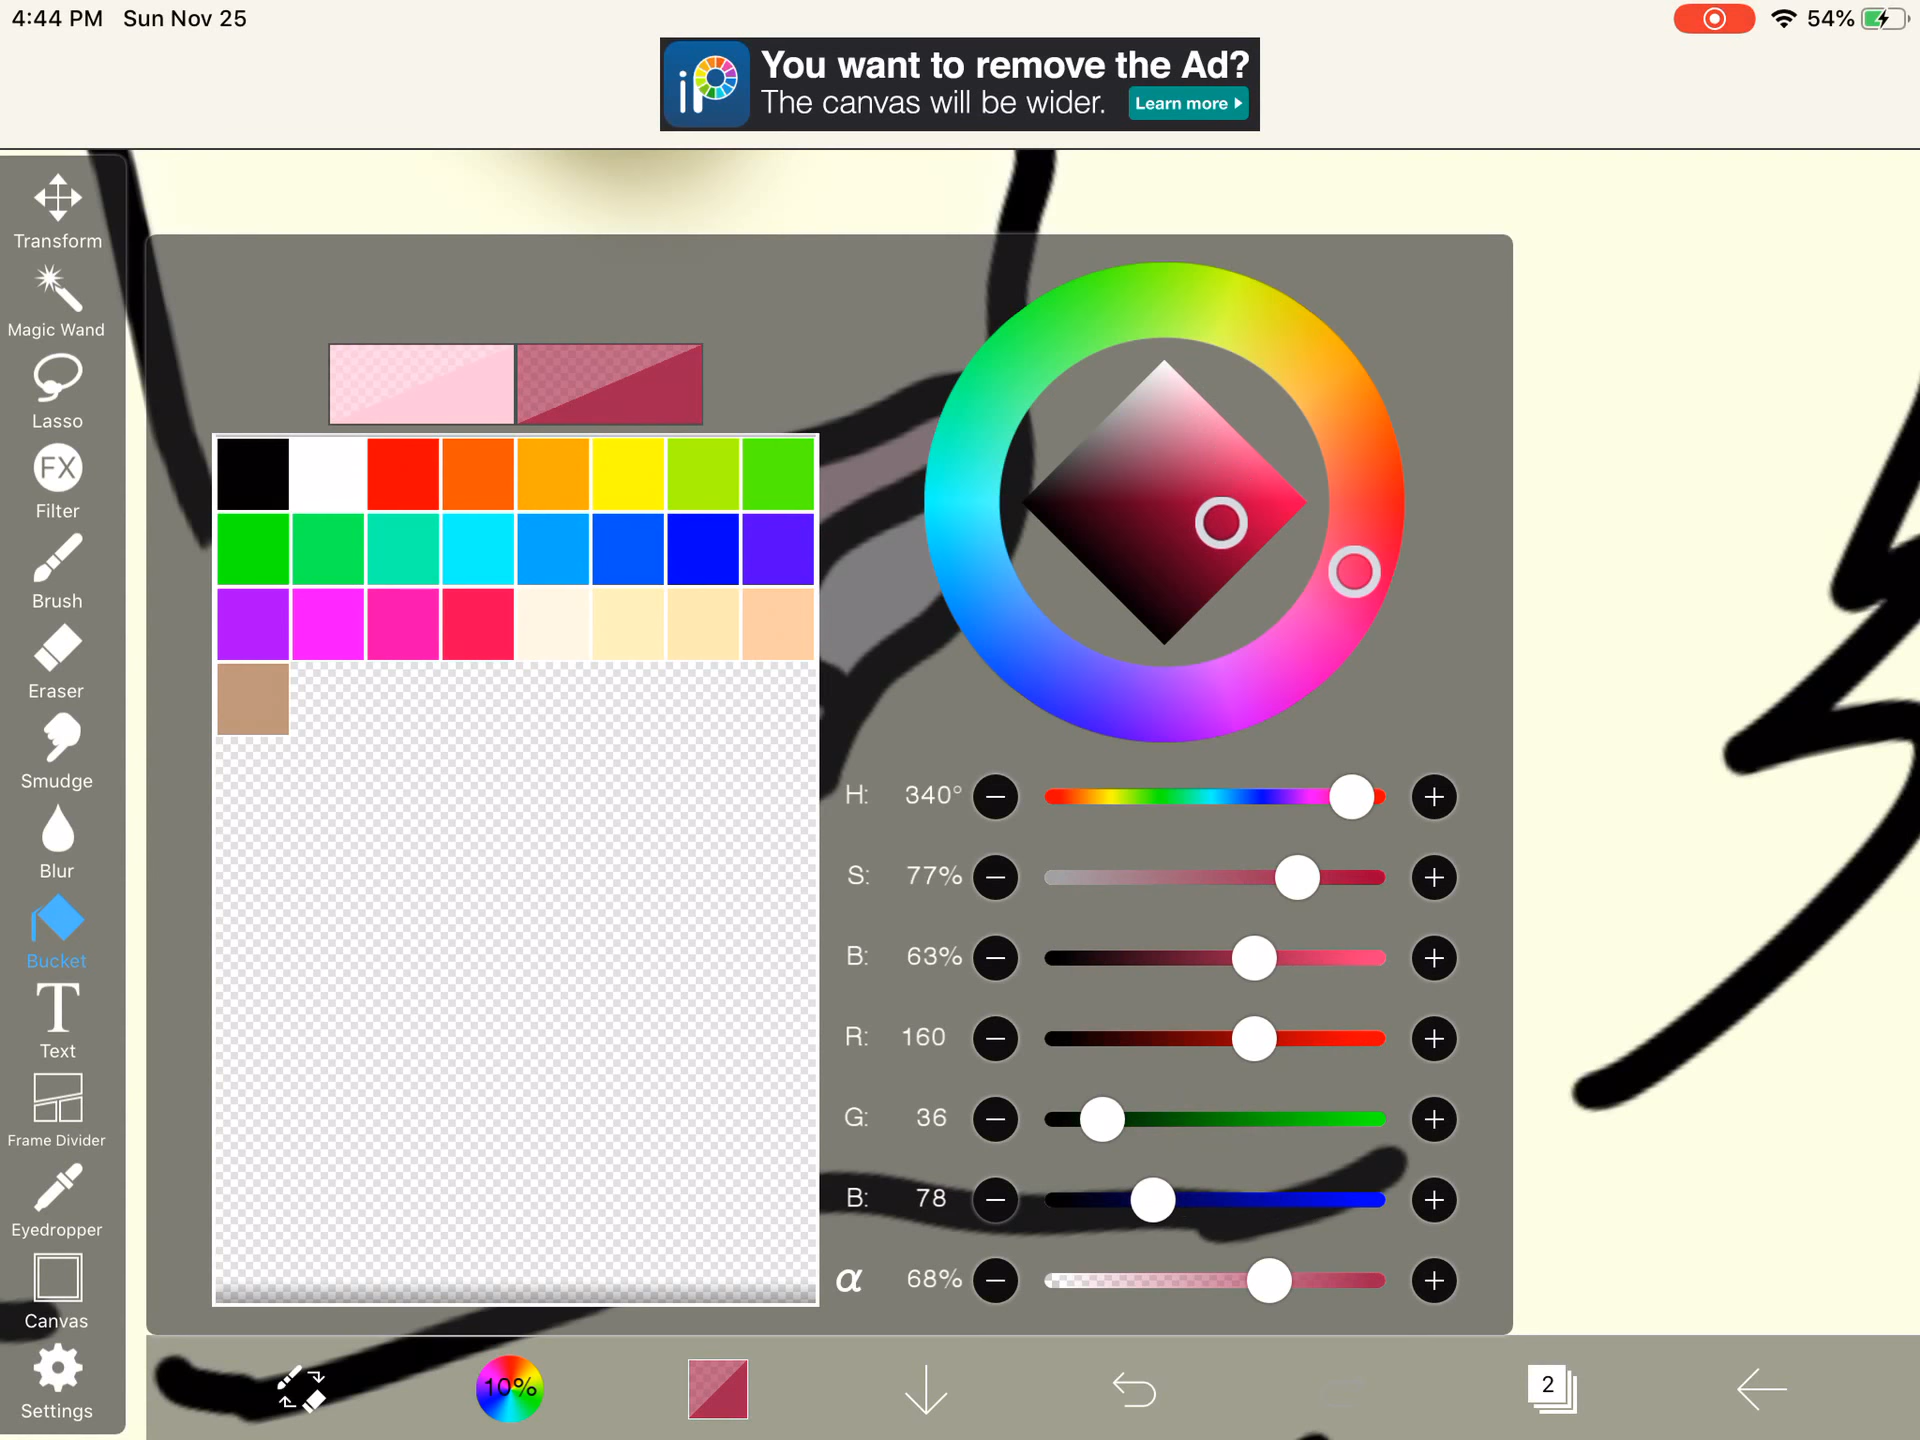 4:44 PM Sun Nov 25
54%
iP
You want to remove the Ad?
The canvas will be wider.
Learn more
Transform
Magic Wand
Lasso
FX
Filter
Brush
Eraser
Smudge
Blur
Bucket
T
Text
Frame Divider
Eyedropper
Canvas
Settings
H: 340°
S: 77%
B: 63%
R: 160
G: 36
B: 78
α 68%
10%
2